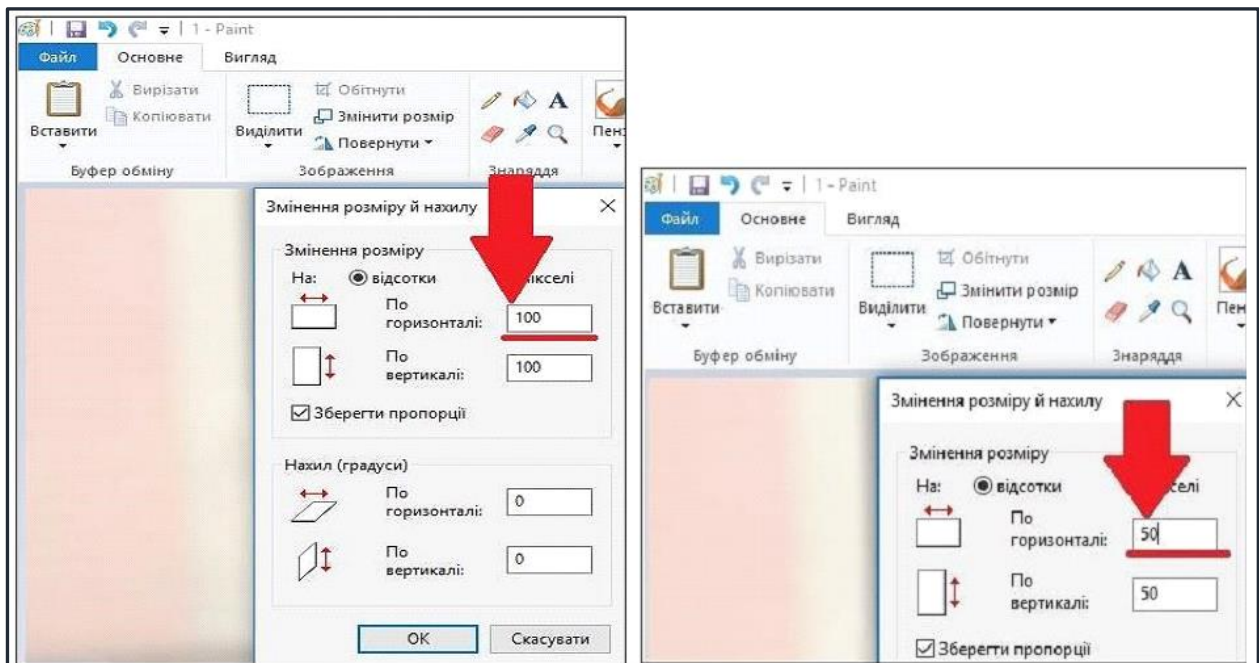 1 - Paint
Файл Основне Вигляд
Вставити
Вирізати
Копіювати
Буфер обміну
Виділити
Обітнути
Змінити розмір
Повернути
Зображення
A
Знаряддя
Змінення розміру й нахилу
Змінення розміру
На: відсотки
По
горизонталі: 100
По
вертикалі: 100
Зберегти пропорції
Нахил (градуси)
По
горизонталі: 0
По
вертикалі: 0
OK Скасувати
1 - Paint
Файл Основне Вигляд
Вставити
Вирізати
Копіювати
Буфер обміну
Виділити
Обітнути
Змінити розмір
Повернути
Зображення
A
Знаряддя
Змінення розміру й нахилу
Змінення розміру
На: відсотки
По
горизонталі: 50
По
вертикалі: 50
Зберегти пропорції